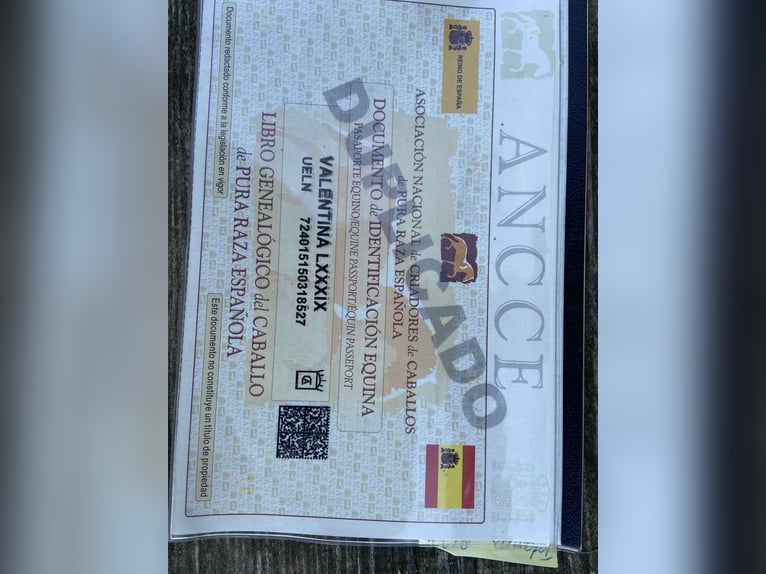 ANCCE
REINO DE ESPAÑA
ASOCIACIÓN NACIONAL de CRIADORES de CABALLOS
de PURA RAZA ESPAÑOLA
DUPLICADO
DOCUMENTO de IDENTIFICACIÓN EQUINA
PASAPORTE EQUINO/EQUINE PASSPORT/EQUIN PASSEPORT
VALENTINA LXXXIX
UELN 724015150318527
LIBRO GENEALÓGICO del CABALLO
de PURA RAZA ESPAÑOLA
Documento redactado conforme a la legislación en vigor
Este documento no constituye un título de propiedad